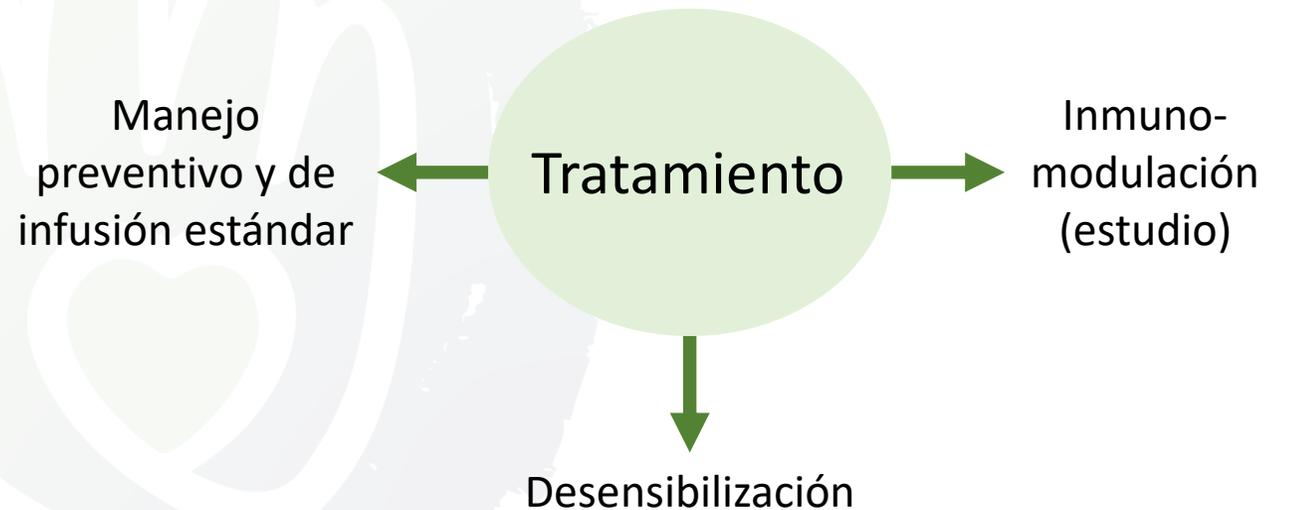 Manejo
preventivo y de
infusión estándar
Tratamiento
Inmuno-
modulación
(estudio)
Desensibilización